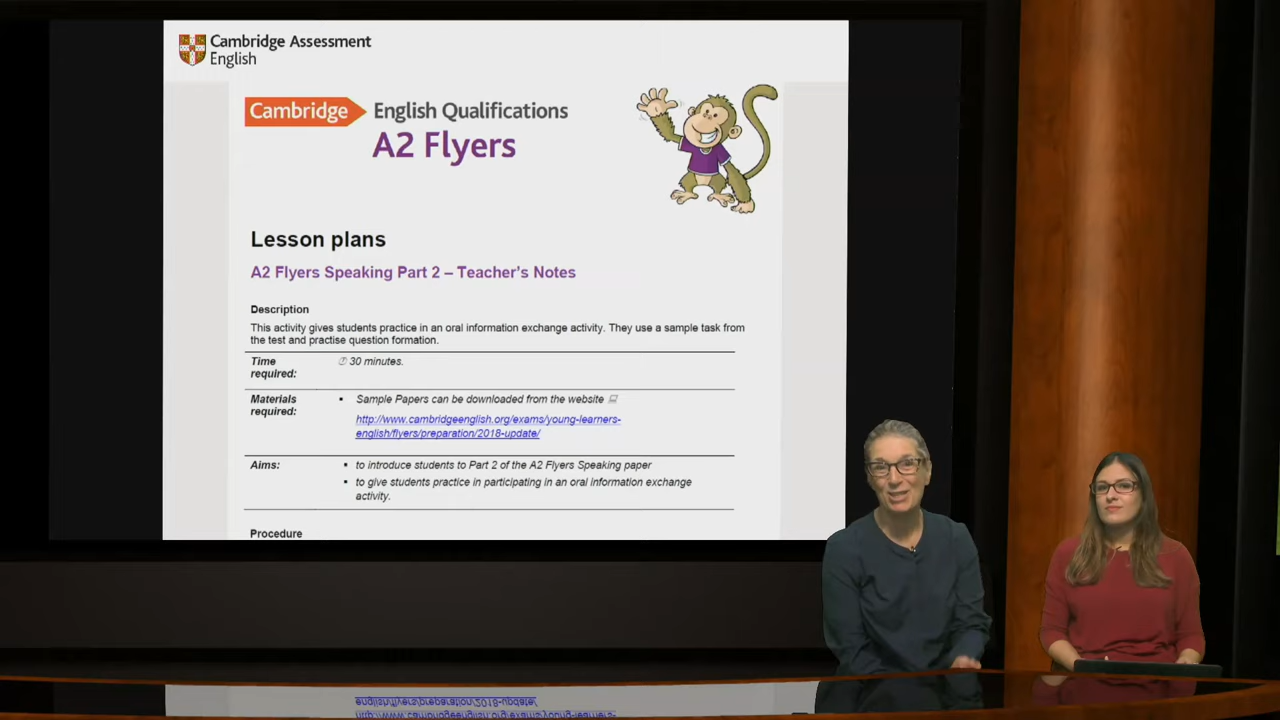 Cambridge Assessment
English
Cambridge English Qualifications
A2 Flyers
Lesson plans
A2 Flyers Speaking Part 2 – Teacher's Notes
Description
This activity gives students practice in an oral information exchange activity. They use a sample task from
the test and practise question formation.
Time required: 30 minutes.
Materials required: ▪ Sample Papers can be downloaded from the website
http://www.cambridgeenglish.org/exams/young-learners-
english/flyers/preparation/2018-update/
Aims: ▪ to introduce students to Part 2 of the A2 Flyers Speaking paper
▪ to give students practice in participating in an oral information exchange
activity.
Procedure